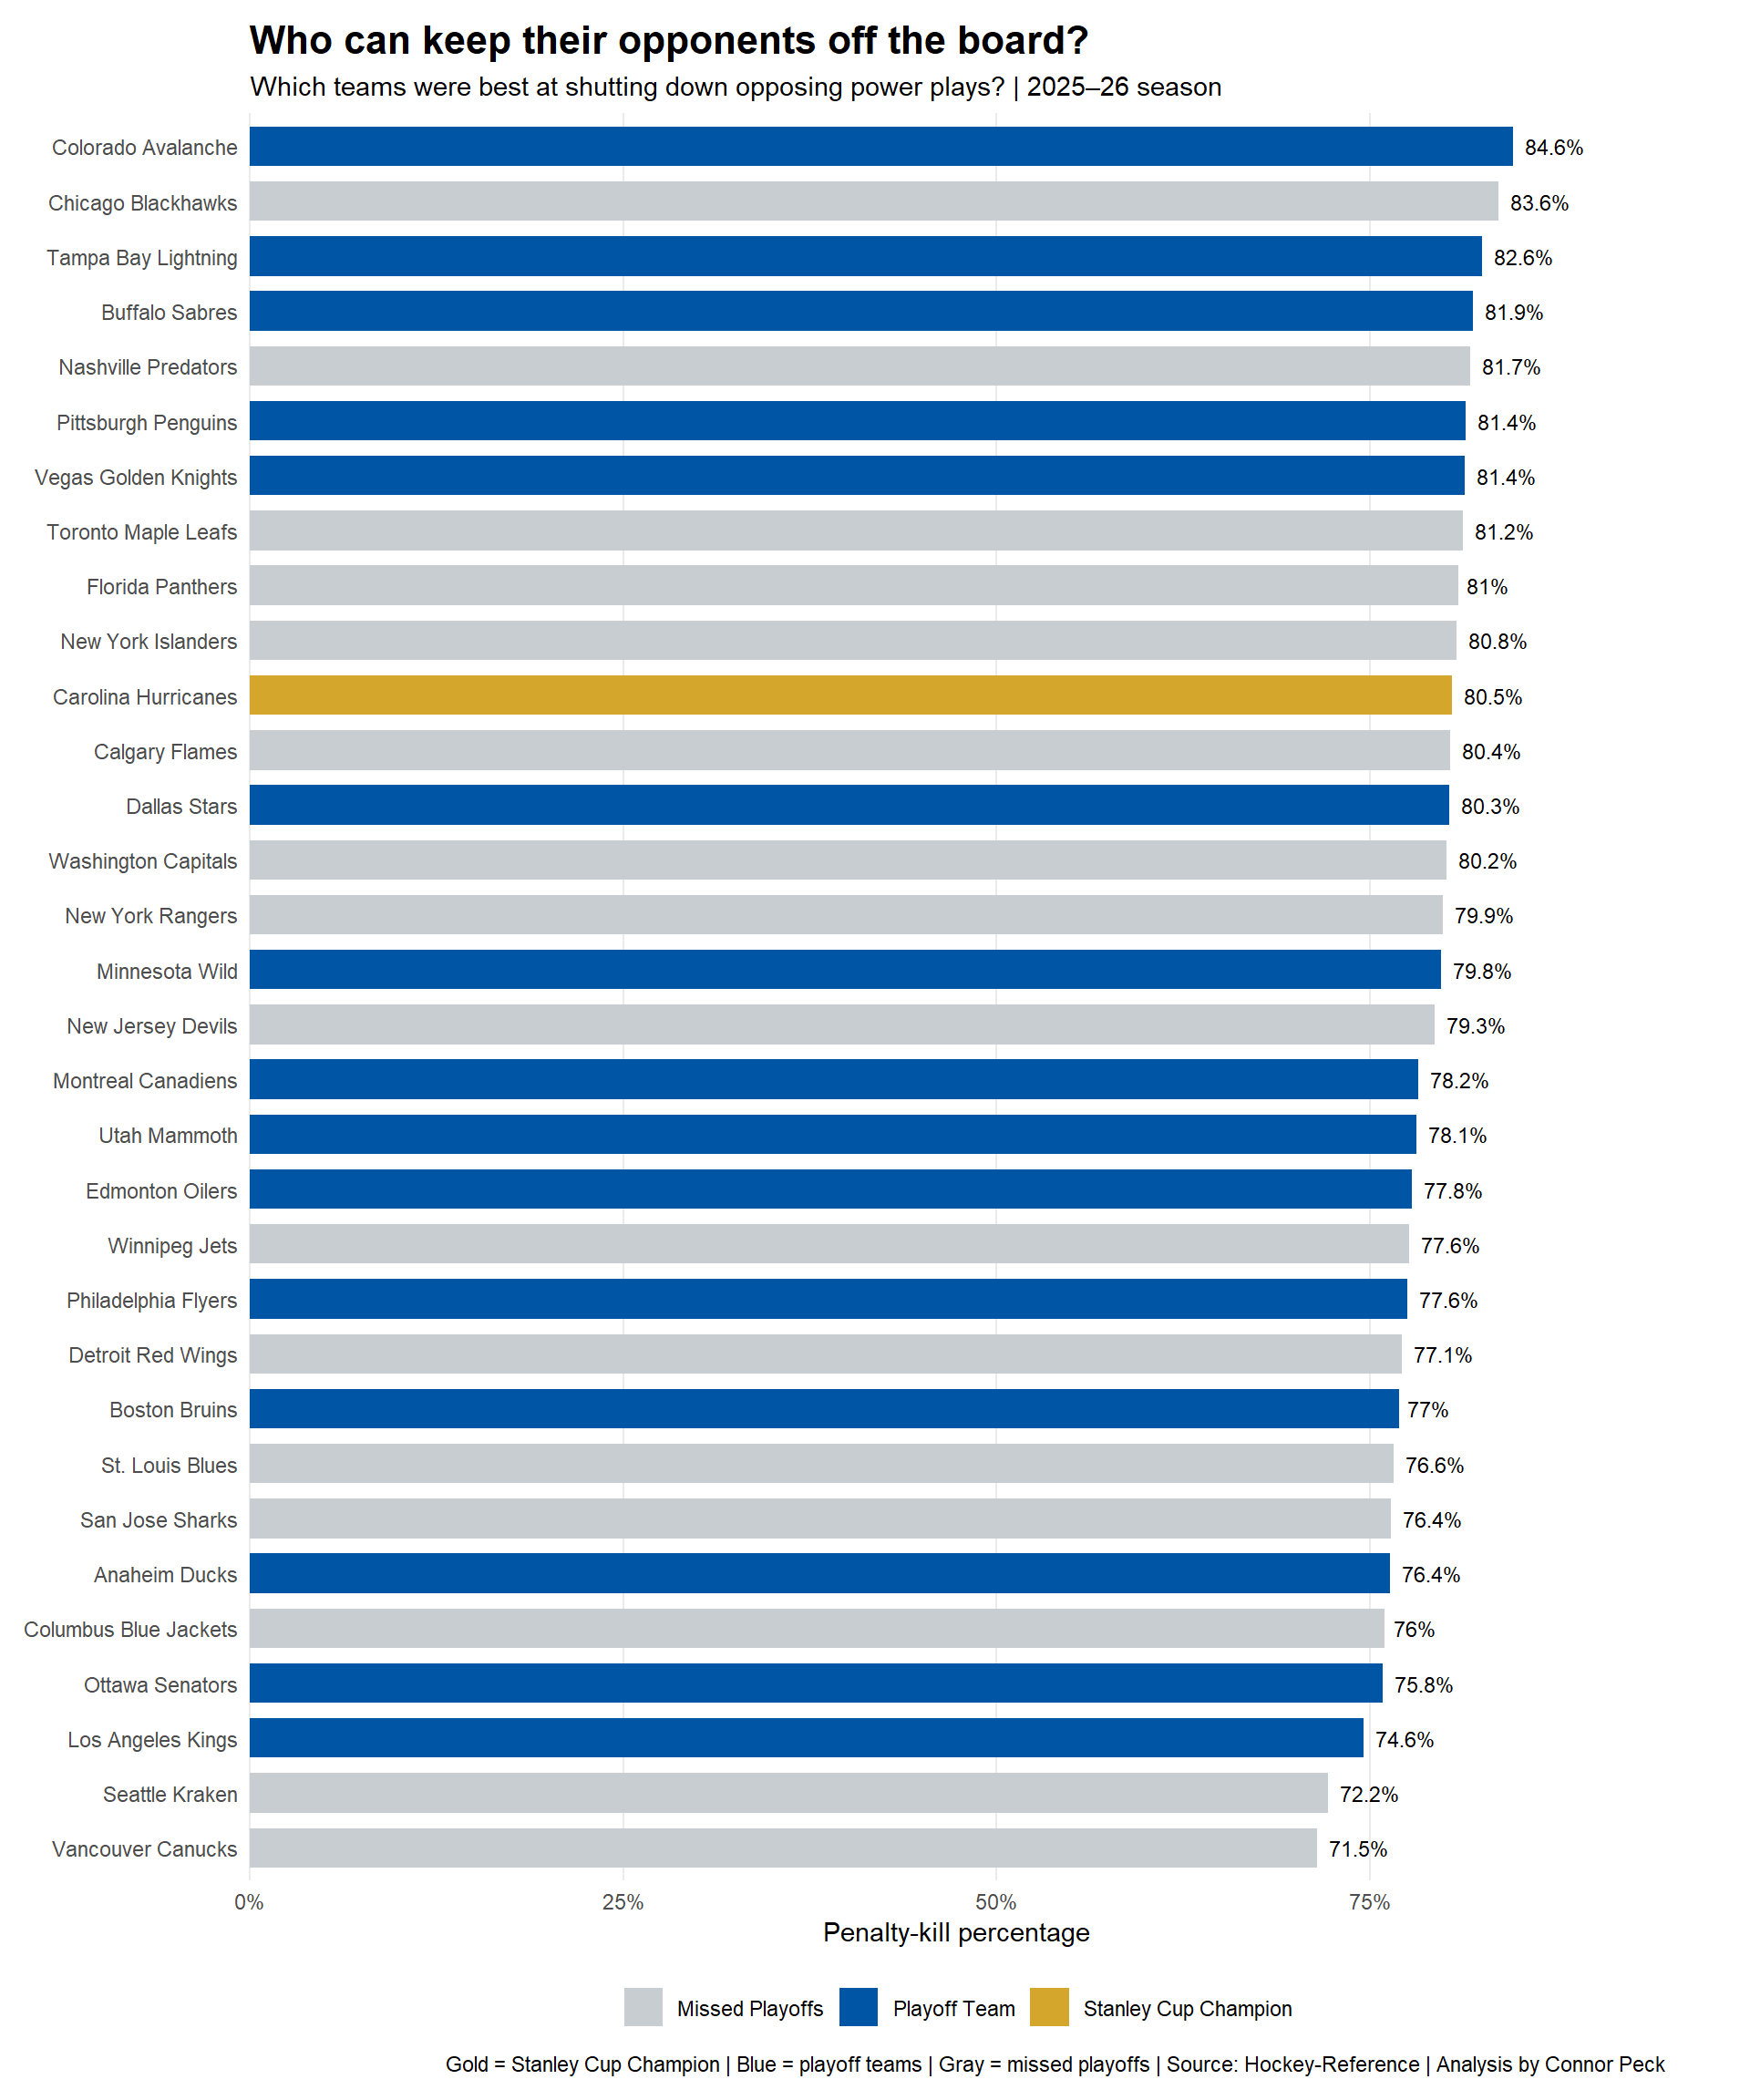 Who can keep their opponents off the board?
Which teams were best at shutting down opposing power plays? | 2025–26 season
Colorado Avalanche 84.6%
Chicago Blackhawks 83.6%
Tampa Bay Lightning 82.6%
Buffalo Sabres 81.9%
Nashville Predators 81.7%
Pittsburgh Penguins 81.4%
Vegas Golden Knights 81.4%
Toronto Maple Leafs 81.2%
Florida Panthers 81%
New York Islanders 80.8%
Carolina Hurricanes 80.5%
Calgary Flames 80.4%
Dallas Stars 80.3%
Washington Capitals 80.2%
New York Rangers 79.9%
Minnesota Wild 79.8%
New Jersey Devils 79.3%
Montreal Canadiens 78.2%
Utah Mammoth 78.1%
Edmonton Oilers 77.8%
Winnipeg Jets 77.6%
Philadelphia Flyers 77.6%
Detroit Red Wings 77.1%
Boston Bruins 77%
St. Louis Blues 76.6%
San Jose Sharks 76.4%
Anaheim Ducks 76.4%
Columbus Blue Jackets 76%
Ottawa Senators 75.8%
Los Angeles Kings 74.6%
Seattle Kraken 72.2%
Vancouver Canucks 71.5%
0% 25% 50% 75%
Penalty-kill percentage
Missed Playoffs Playoff Team Stanley Cup Champion
Gold = Stanley Cup Champion | Blue = playoff teams | Gray = missed playoffs | Source: Hockey-Reference | Analysis by Connor Peck